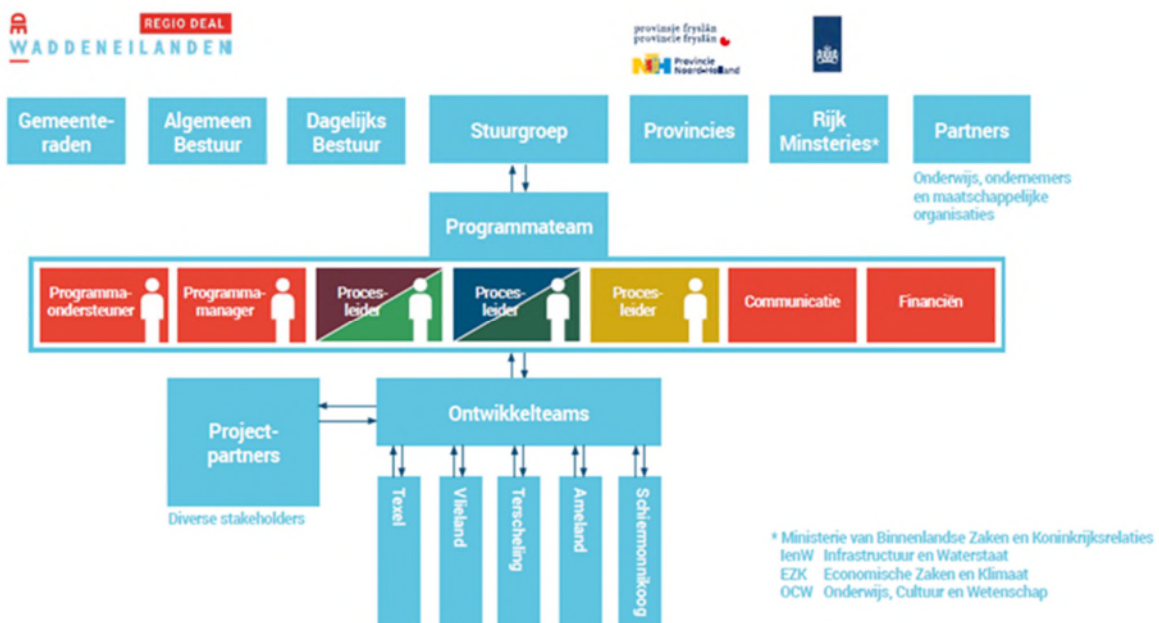 DE
WADDENEILANDEN
REGIO DEAL
provinsje fryslân
provincie fryslân
NH Provincie
Noord-Holland
Gemeente-
raden
Algemeen
Bestuur
Dagelijks
Bestuur
Stuurgroep
Provincies
Rijk
Minsteries*
Partners
Onderwijs, ondernemers
en maatschappelijke
organisaties
Programmateam
Programma-
ondersteuner
Programma-
manager
Proces-
leider
Proces-
leider
Proces-
leider
Communicatie
Financiën
Project-
partners
Diverse stakeholders
Ontwikkelteams
Texel
Vlieland
Terscheling
Ameland
Schiermonnikoog
* Ministerie van Binnenlandse Zaken en Koninkrijksrelaties
IenW Infrastructuur en Waterstaat
EZK Economische Zaken en Klimaat
OCW Onderwijs, Cultuur en Wetenschap